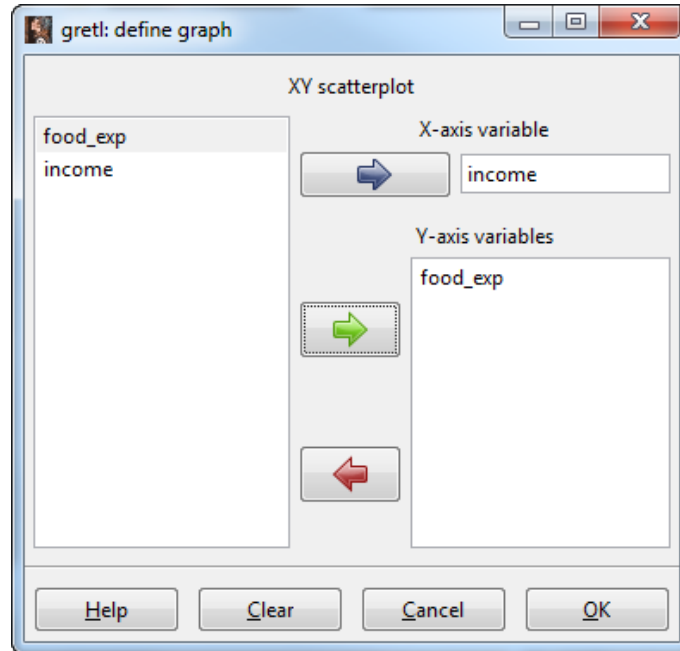 gretl: define graph
XY scatterplot
food_exp
income
X-axis variable
income
Y-axis variables
food_exp
Help
Clear
Cancel
OK